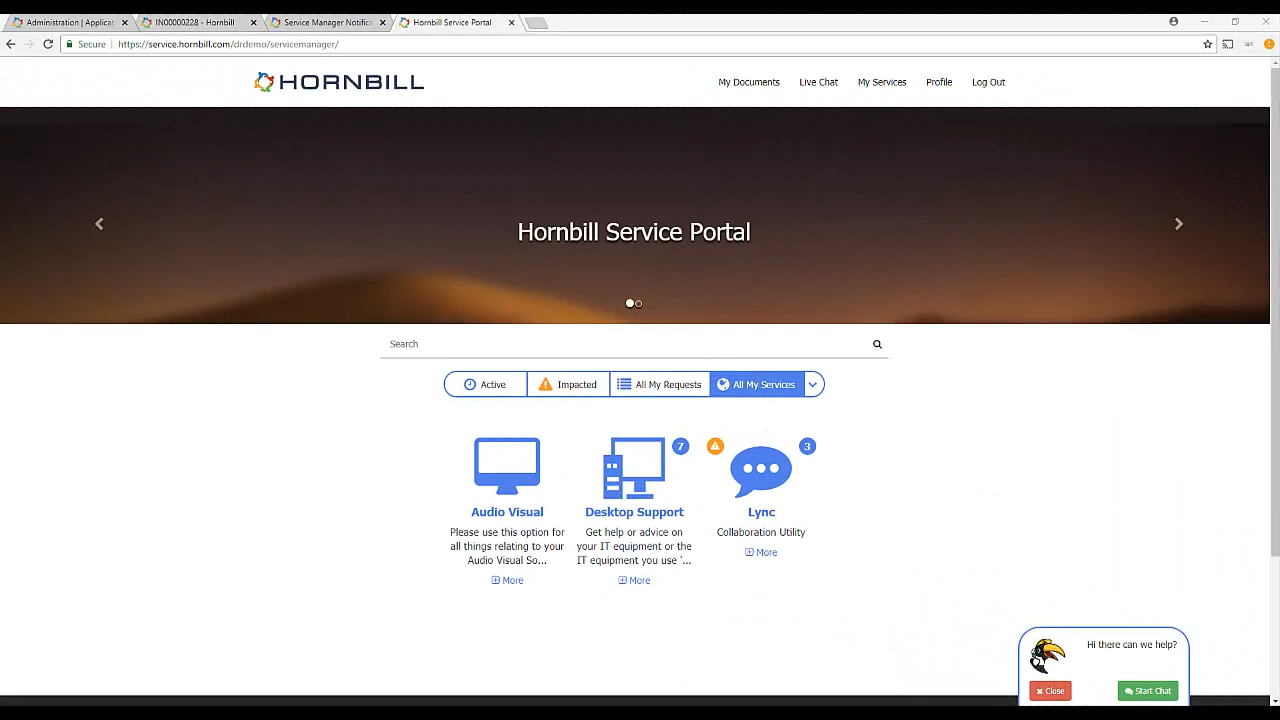 Administration | Applicat
IN00000228 - Hornbill
Service Manager Notifica
Hornbill Service Portal
Secure
https://service.hornbill.com/drdemo/servicemanager/
HORNBILL
My Documents
Live Chat
My Services
Profile
Log Out
Hornbill Service Portal
Search
Active
Impacted
All My Requests
All My Services
7
3
Audio Visual
Please use this option for
all things relating to your
Audio Visual So...
More
Desktop Support
Get help or advice on
your IT equipment or the
IT equipment you use '...
More
Lync
Collaboration Utility
More
Hi there can we help?
Close
Start Chat